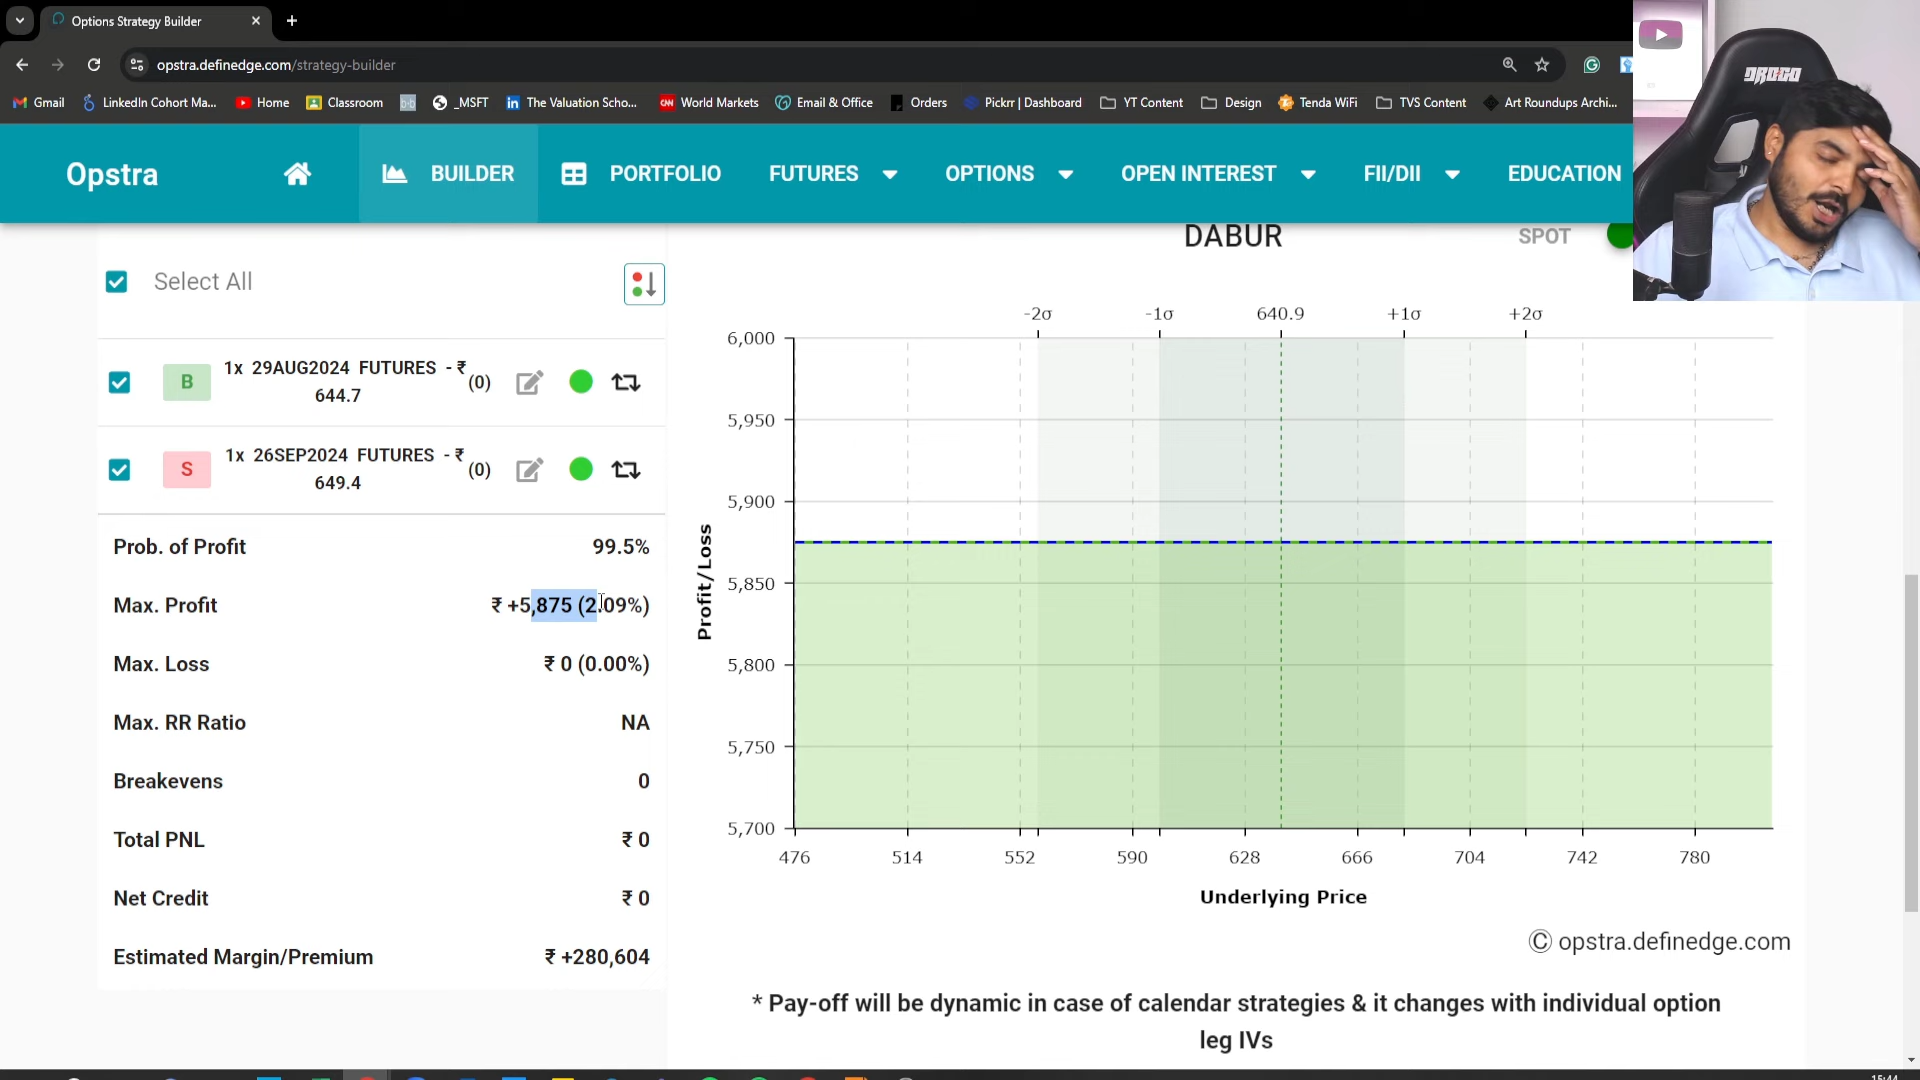 Options Strategy Builder
opstra.definedge.com/strategy-builder
Gmail
LinkedIn Cohort Ma...
Home
Classroom
_MSFT
The Valuation Scho...
World Markets
Email & Office
Orders
Pickrr | Dashboard
YT Content
Design
Tenda WiFi
TVS Content
Art Roundups Archi...
DROGO
Opstra
BUILDER
PORTFOLIO
FUTURES
OPTIONS
OPEN INTEREST
FII/DII
EDUCATION
Select All
B
1x 29AUG2024 FUTURES - ₹
644.7
(0)
S
1x 26SEP2024 FUTURES - ₹
649.4
(0)
Prob. of Profit 99.5%
Max. Profit ₹ +5,875 (2.09%)
Max. Loss ₹ 0 (0.00%)
Max. RR Ratio NA
Breakevens 0
Total PNL ₹ 0
Net Credit ₹ 0
Estimated Margin/Premium ₹ +280,604
DABUR
SPOT
-2σ -1σ 640.9 +1σ +2σ
6,000
5,950
5,900
5,850
5,800
5,750
5,700
Profit/Loss
476 514 552 590 628 666 704 742 780
Underlying Price
© opstra.definedge.com
* Pay-off will be dynamic in case of calendar strategies & it changes with individual option
leg IVs